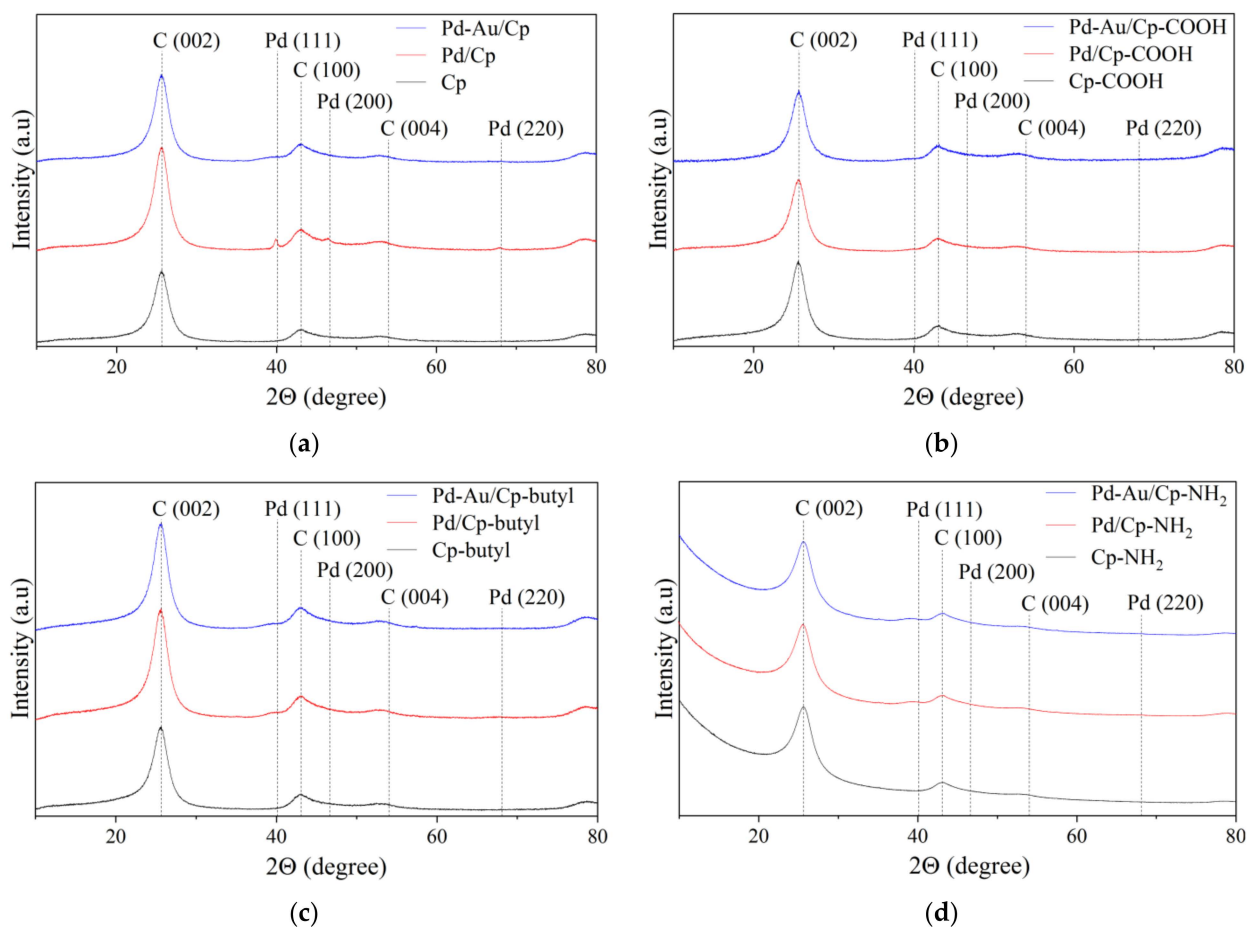 C (002)
Pd (111)
C (100)
Pd (200)
C (004)
Pd (220)
Pd-Au/Cp
Pd/Cp
Cp
Intensity (a.u)
20
40
60
80
2Θ (degree)
(a)
C (002)
Pd (111)
C (100)
Pd (200)
C (004)
Pd (220)
Pd-Au/Cp-COOH
Pd/Cp-COOH
Cp-COOH
Intensity (a.u)
20
40
60
80
2Θ (degree)
(b)
C (002)
Pd (111)
C (100)
Pd (200)
C (004)
Pd (220)
Pd-Au/Cp-butyl
Pd/Cp-butyl
Cp-butyl
Intensity (a.u)
20
40
60
80
2Θ (degree)
(c)
C (002)
Pd (111)
C (100)
Pd (200)
C (004)
Pd (220)
Pd-Au/Cp-NH₂
Pd/Cp-NH₂
Cp-NH₂
Intensity (a.u)
20
40
60
80
2Θ (degree)
(d)